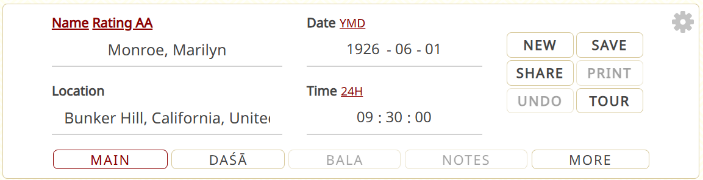 Name Rating AA Date YMD
Monroe, Marilyn 1926 - 06 - 01
NEW SAVE
SHARE PRINT
Location Time 24H
UNDO TOUR
Bunker Hill, California, United 09 : 30 : 00
MAIN DAŚĀ BALA NOTES MORE